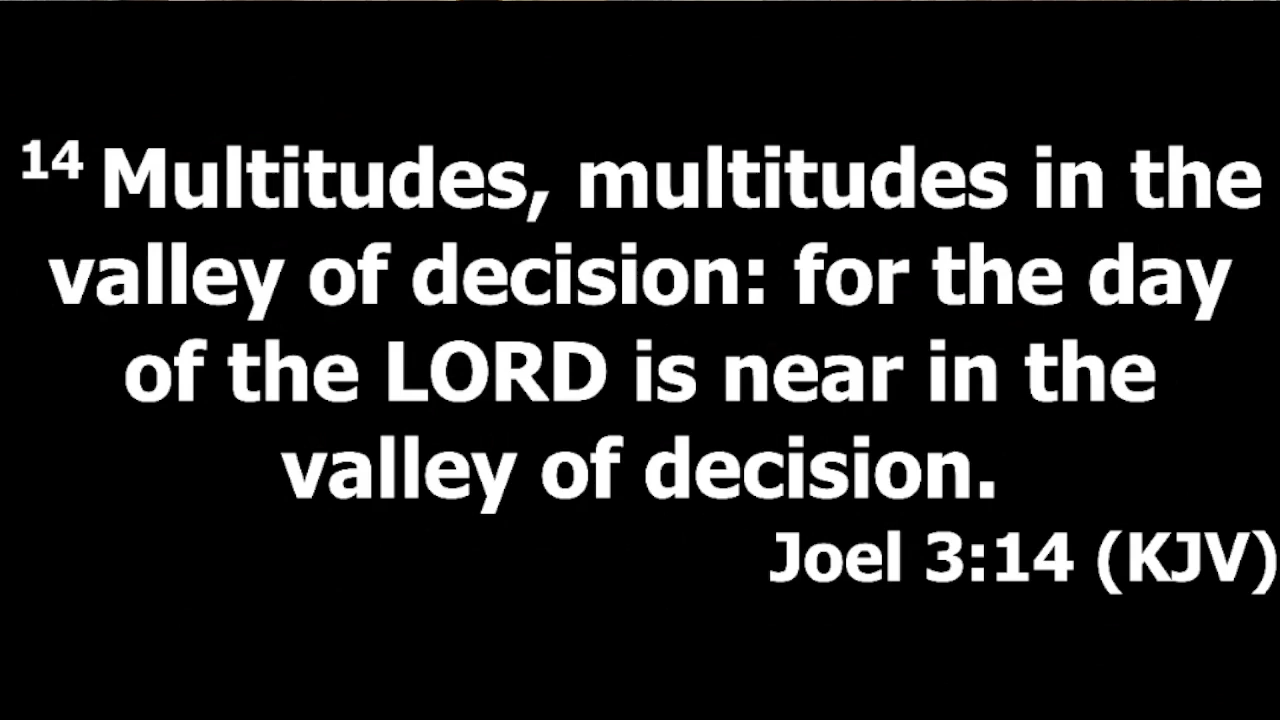 14 Multitudes, multitudes in the
valley of decision: for the day
of the LORD is near in the
valley of decision.
Joel 3:14 (KJV)